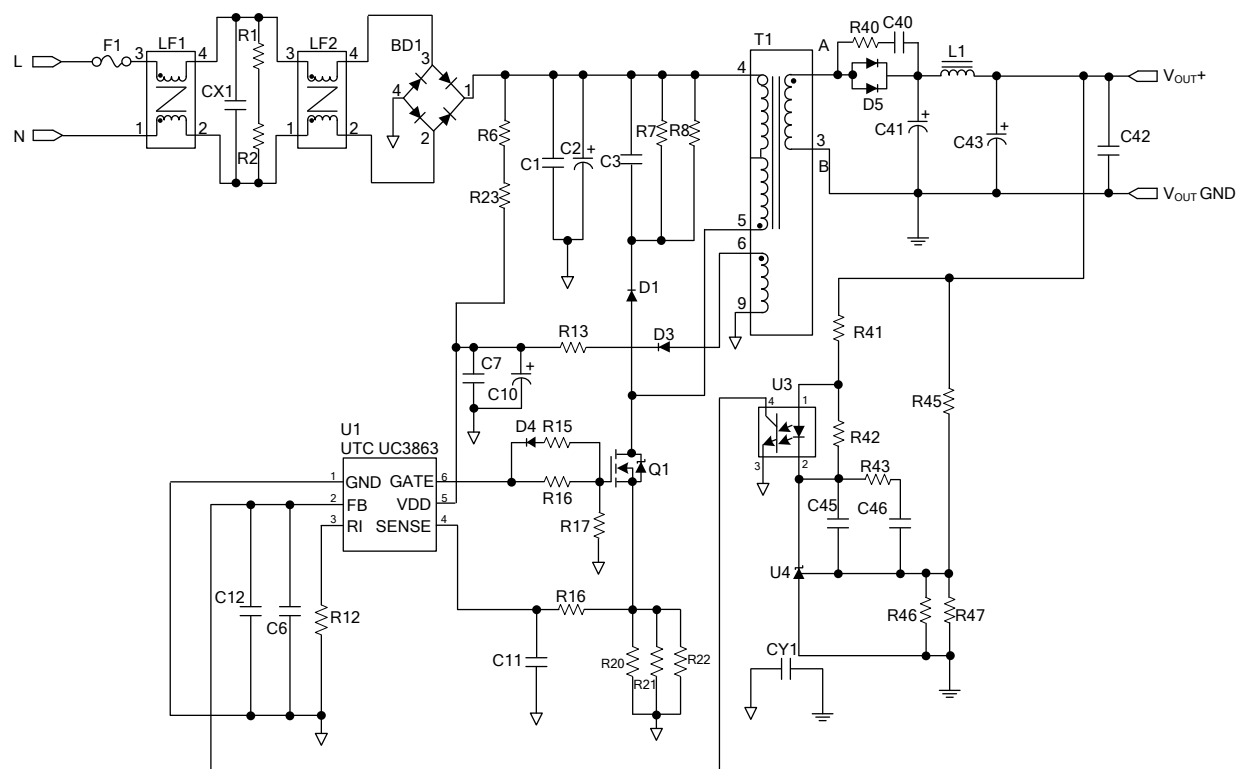 L
N
F1
LF1
3
4
1
2
CX1
R1
R2
LF2
3
4
1
2
BD1
3
4
1
2
R6
R23
C1
C2
+
C3
R7
R8
T1
A
B
4
5
6
9
3
R40
C40
D5
L1
C41
+
C43
+
C42
VOUT+
VOUT GND
D1
R13
D3
C7
C10
+
R41
R42
R45
U3
4
1
3
2
R43
C45
C46
U4
R46
R47
CY1
U1
UTC UC3863
1
GND
GATE
6
2
FB
VDD
5
3
RI
SENSE
4
D4
R15
R16
R17
Q1
C12
C6
R12
R16
C11
R20
R21
R22